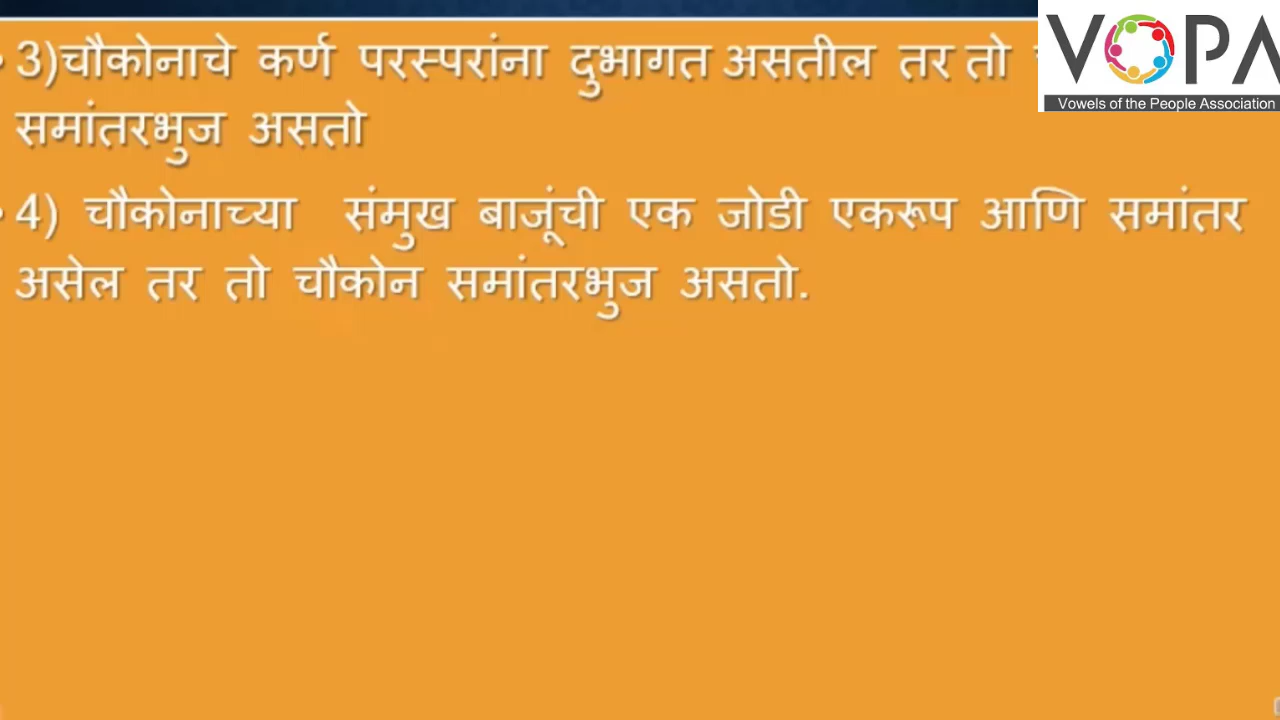 3)चौकोनाचे कर्ण परस्परांना दुभागत असतील तर तो
समांतरभुज असतो
4) चौकोनाच्या संमुख बाजूंची एक जोडी एकरूप आणि समांतर
असेल तर तो चौकोन समांतरभुज असतो.
VOPA
Vowels of the People Association